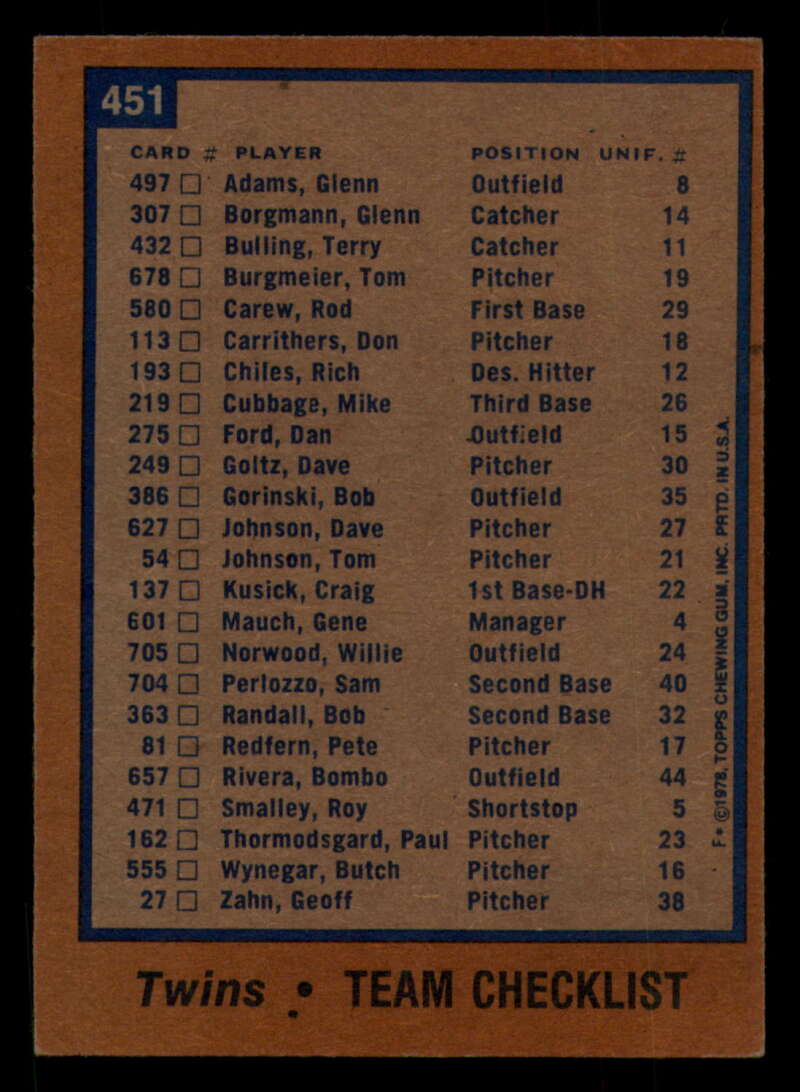 451
CARD # PLAYER POSITION UNIF. #
497 Adams, Glenn Outfield 8
307 Borgmann, Glenn Catcher 14
432 Bulling, Terry Catcher 11
678 Burgmeier, Tom Pitcher 19
580 Carew, Rod First Base 29
113 Carrithers, Don Pitcher 18
193 Chiles, Rich Des. Hitter 12
219 Cubbage, Mike Third Base 26
275 Ford, Dan Outfield 15
249 Goltz, Dave Pitcher 30
386 Gorinski, Bob Outfield 35
627 Johnson, Dave Pitcher 27
54 Johnson, Tom Pitcher 21
137 Kusick, Craig 1st Base-DH 22
601 Mauch, Gene Manager 4
705 Norwood, Willie Outfield 24
704 Perlozzo, Sam Second Base 40
363 Randall, Bob Second Base 32
81 Redfern, Pete Pitcher 17
657 Rivera, Bombo Outfield 44
471 Smalley, Roy Shortstop 5
162 Thormodsgard, Paul Pitcher 23
555 Wynegar, Butch Pitcher 16
27 Zahn, Geoff Pitcher 38
F* ©1978, TOPPS CHEWING GUM, INC. PRTD. IN U.S.A.
Twins • TEAM CHECKLIST